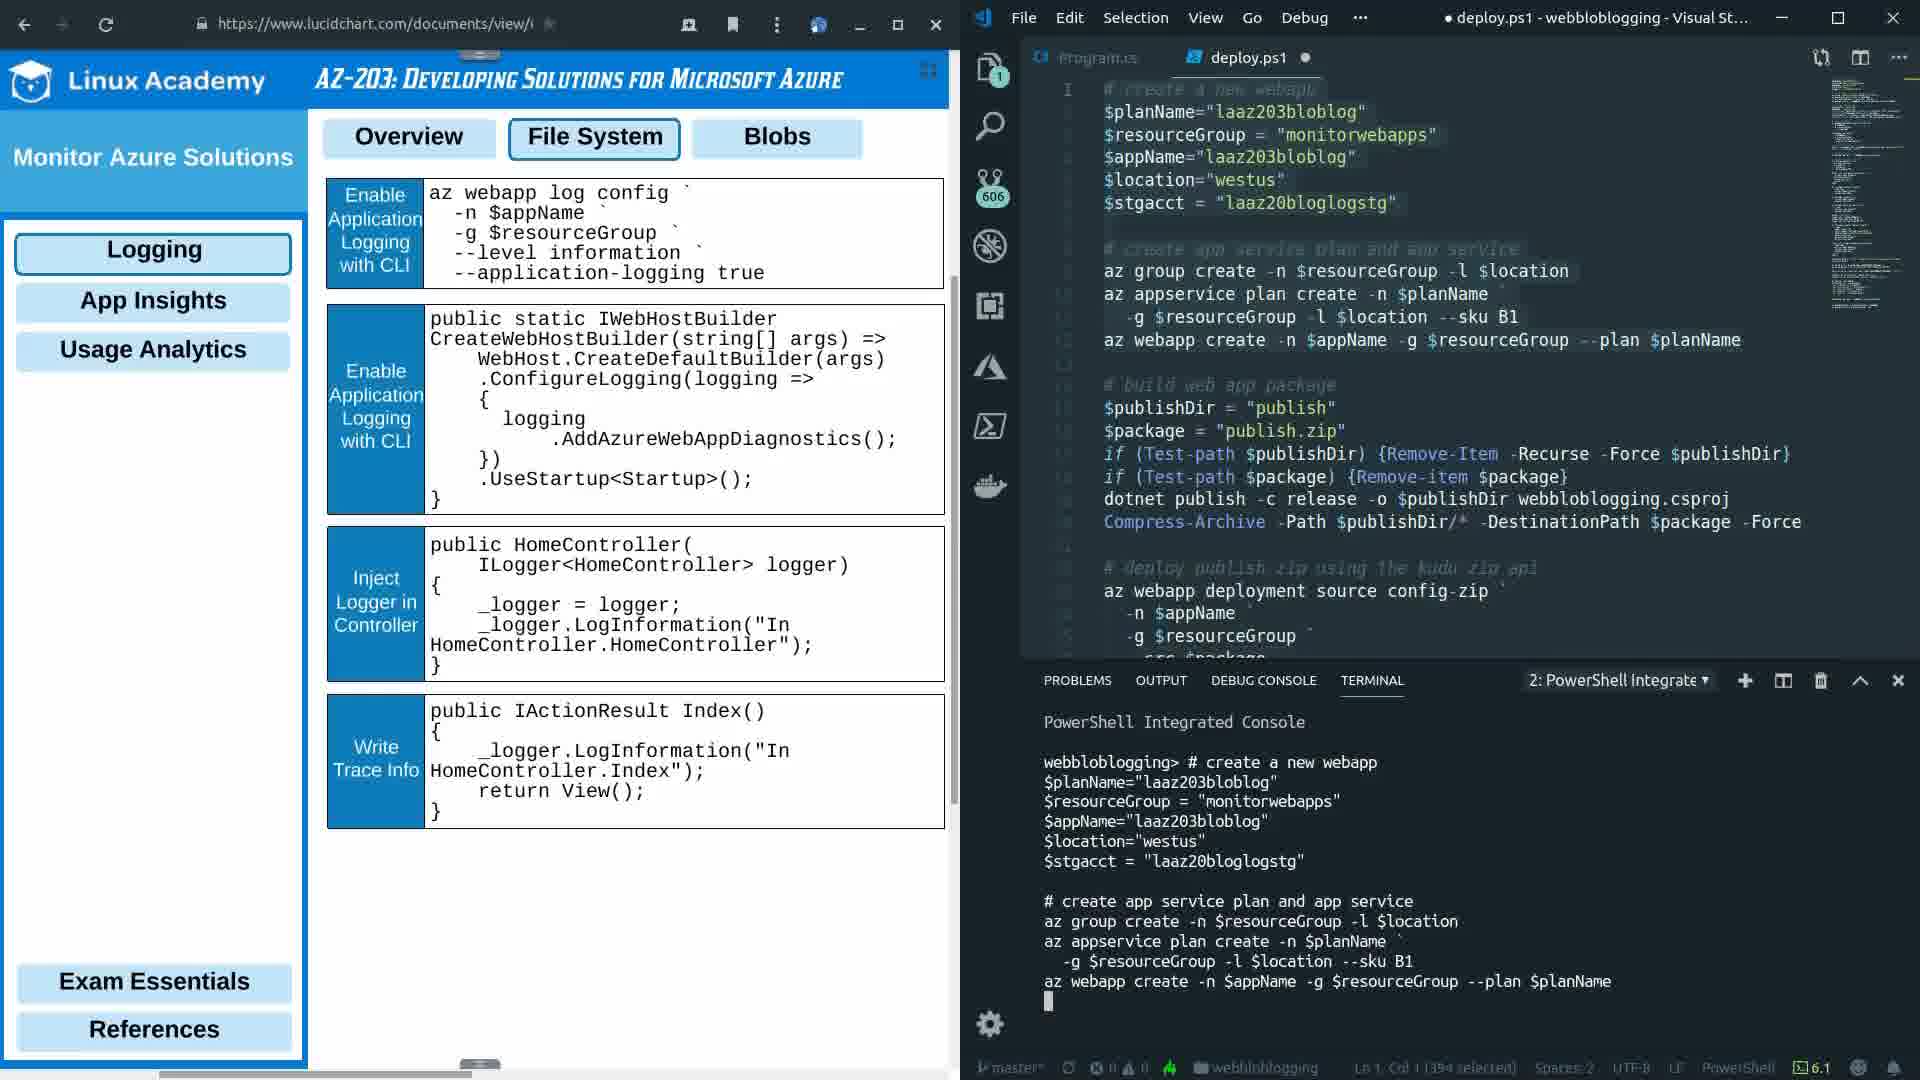 https://www.lucidchart.com/documents/view/
Linux Academy
AZ-203: Developing Solutions for Microsoft Azure
Monitor Azure Solutions
Logging
App Insights
Usage Analytics
Exam Essentials
References
Overview
File System
Blobs
Enable
Application
Logging
with CLI
az webapp log config `
-n $appName `
-g $resourceGroup `
--level information `
--application-logging true
Enable
Application
Logging
with CLI
public static IWebHostBuilder
CreateWebHostBuilder(string[] args) =>
WebHost.CreateDefaultBuilder(args)
.ConfigureLogging(logging =>
{
logging
.AddAzureWebAppDiagnostics();
})
.UseStartup<Startup>();
}
Inject
Logger in
Controller
public HomeController(
ILogger<HomeController> logger)
{
_logger = logger;
_logger.LogInformation("In
HomeController.HomeController");
}
Write
Trace Info
public IActionResult Index()
{
_logger.LogInformation("In
HomeController.Index");
return View();
}
File Edit Selection View Go Debug ··· ● deploy.ps1 - webbloblogging - Visual St...
Program.cs
deploy.ps1
1
606
1
# create a new webapp
$planName="laaz203bloblog"
$resourceGroup = "monitorwebapps"
$appName="laaz203bloblog"
$location="westus"
$stgacct = "laaz20bloglogstg"
# create app service plan and app service
az group create -n $resourceGroup -l $location
az appservice plan create -n $planName `
-g $resourceGroup -l $location --sku B1
az webapp create -n $appName -g $resourceGroup --plan $planName
# build web app package
$publishDir = "publish"
$package = "publish.zip"
if (Test-path $publishDir) {Remove-Item -Recurse -Force $publishDir}
if (Test-path $package) {Remove-item $package}
dotnet publish -c release -o $publishDir webbloblogging.csproj
Compress-Archive -Path $publishDir/* -DestinationPath $package -Force
# deploy publish zip using the kudu zip api
az webapp deployment source config-zip `
-n $appName `
-g $resourceGroup `
--src $package
PROBLEMS OUTPUT DEBUG CONSOLE TERMINAL 2: PowerShell Integrate
PowerShell Integrated Console
webbloblogging> # create a new webapp
$planName="laaz203bloblog"
$resourceGroup = "monitorwebapps"
$appName="laaz203bloblog"
$location="westus"
$stgacct = "laaz20bloglogstg"
# create app service plan and app service
az group create -n $resourceGroup -l $location
az appservice plan create -n $planName `
-g $resourceGroup -l $location --sku B1
az webapp create -n $appName -g $resourceGroup --plan $planName
master* 0 0 webbloblogging Ln 1, Col 1 (394 selected) Spaces: 2 UTF-8 LF PowerShell 6.1